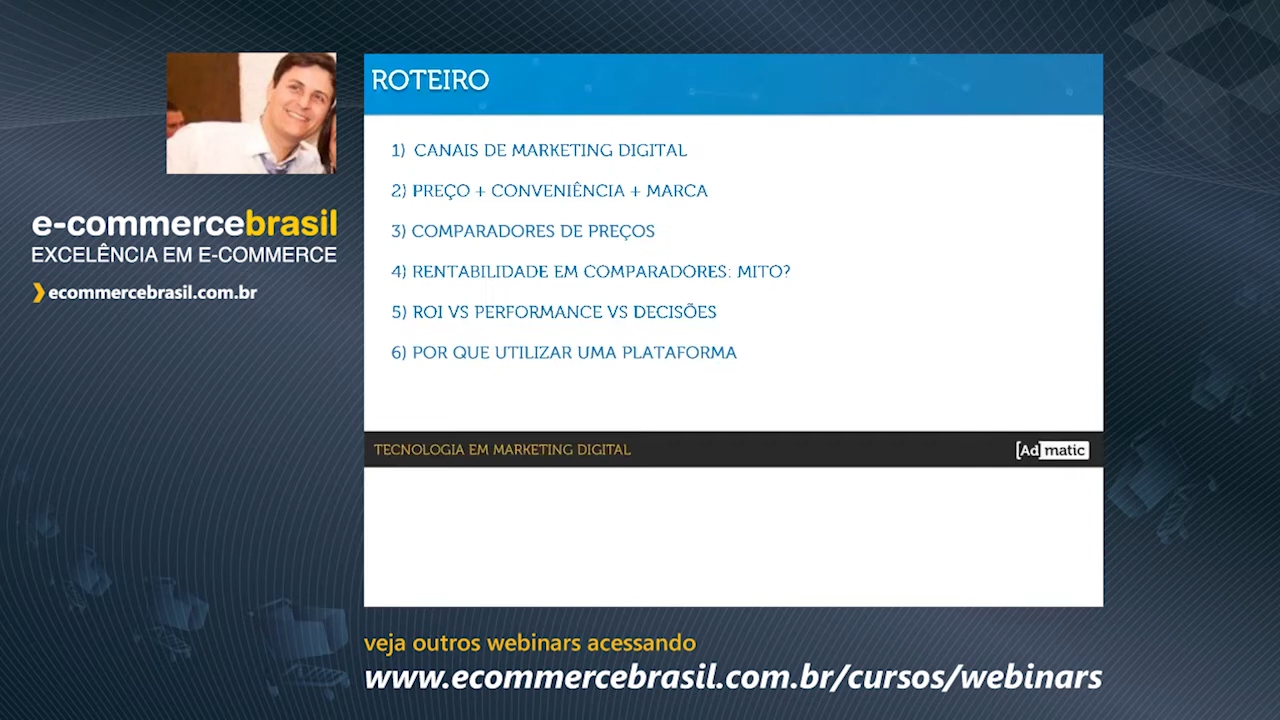 ROTEIRO
1) CANAIS DE MARKETING DIGITAL
2) PREÇO + CONVENIÊNCIA + MARCA
3) COMPARADORES DE PREÇOS
4) RENTABILIDADE EM COMPARADORES: MITO?
5) ROI VS PERFORMANCE VS DECISÕES
6) POR QUE UTILIZAR UMA PLATAFORMA
TECNOLOGIA EM MARKETING DIGITAL
[Ad] matic
e-commercebrasil
EXCELÊNCIA EM E-COMMERCE
ecommercebrasil.com.br
veja outros webinars acessando
www.ecommercebrasil.com.br/cursos/webinars